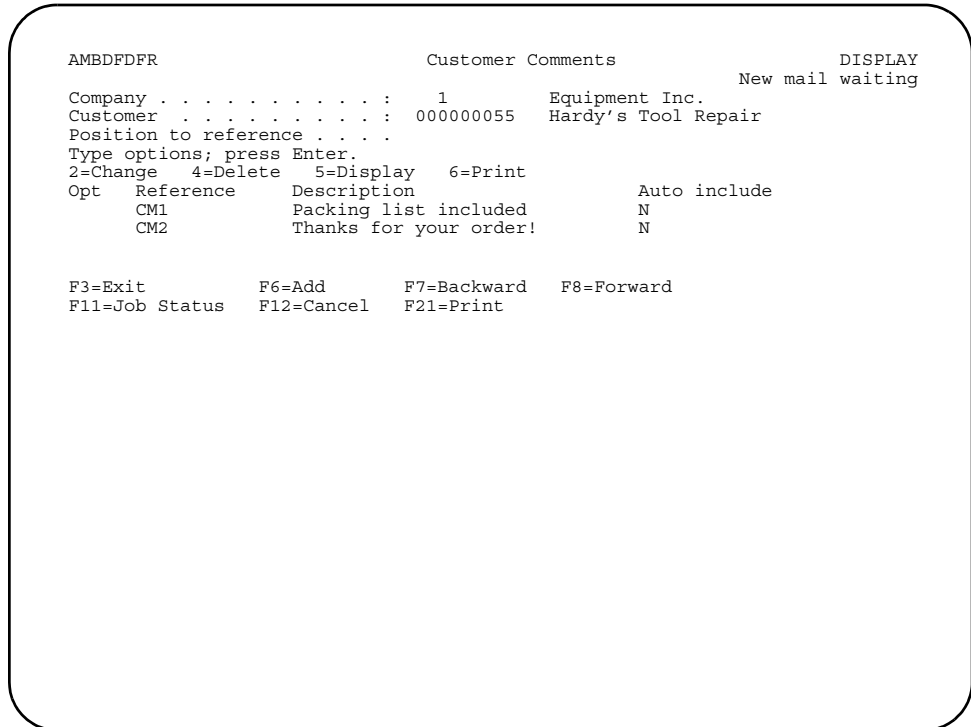 AMBDFDFR Customer Comments DISPLAY
New mail waiting
Company . . . . . . . . . . : 1 Equipment Inc.
Customer . . . . . . . . . : 000000055 Hardy's Tool Repair
Position to reference . . . .
Type options; press Enter.
2=Change 4=Delete 5=Display 6=Print
Opt Reference Description Auto include
CM1 Packing list included N
CM2 Thanks for your order! N
F3=Exit F6=Add F7=Backward F8=Forward
F11=Job Status F12=Cancel F21=Print